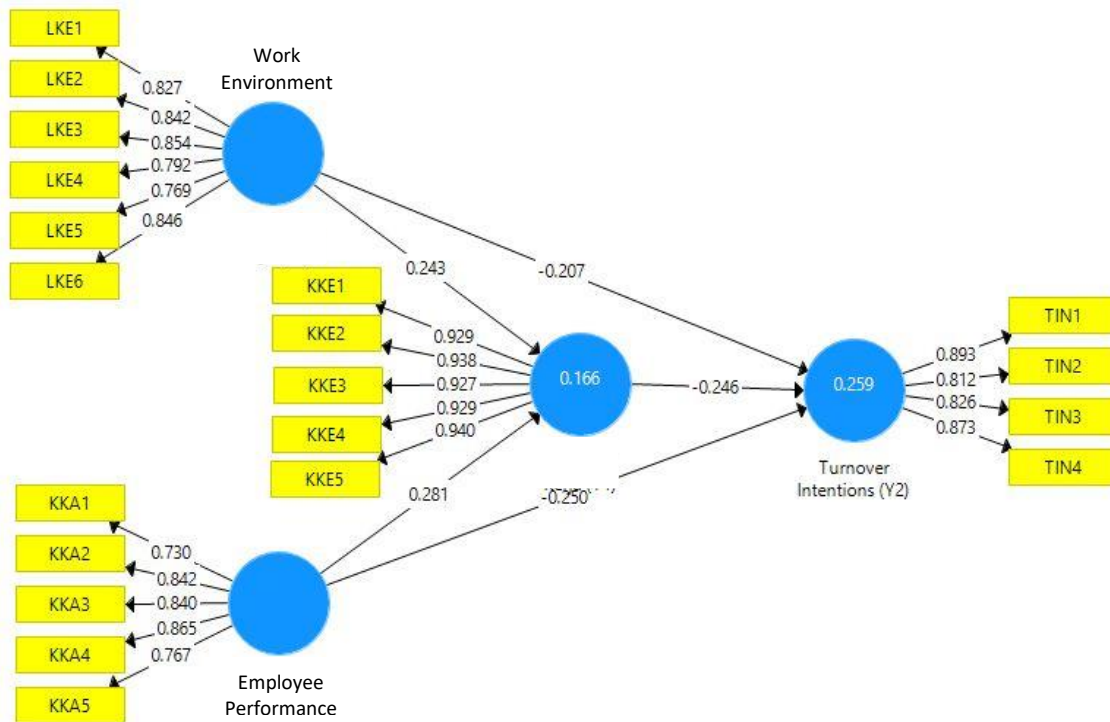 LKE1
LKE2
LKE3
LKE4
LKE5
LKE6
Work
Environment
0.827
0.842
0.854
0.792
0.769
0.846
0.243
-0.207
KKE1
KKE2
KKE3
KKE4
KKE5
0.929
0.938
0.927
0.929
0.940
0.166
-0.246
0.259
TIN1
TIN2
TIN3
TIN4
0.893
0.812
0.826
0.873
Turnover
Intentions (Y2)
0.281
-0.250
KKA1
KKA2
KKA3
KKA4
KKA5
0.730
0.842
0.840
0.865
0.767
Employee
Performance